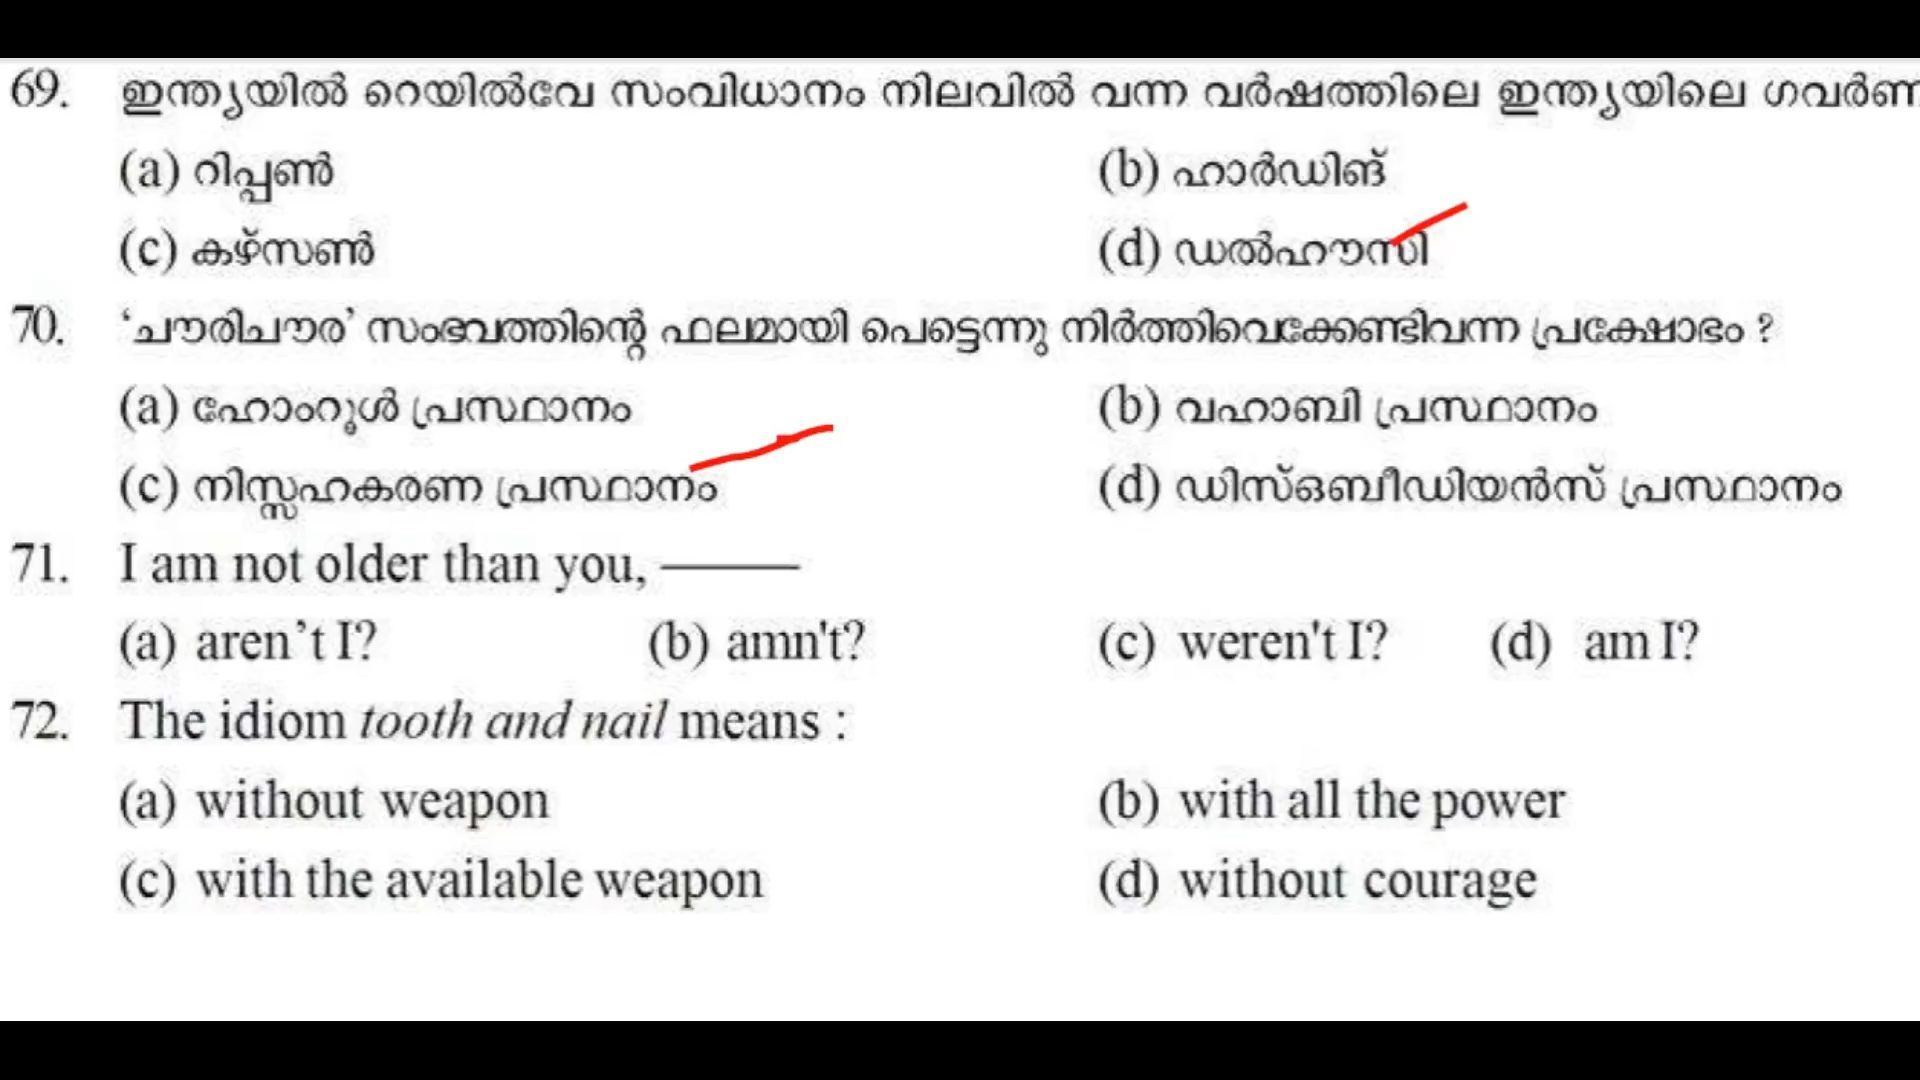 69. ഇന്ത്യയിൽ റെയിൽവേ സംവിധാനം നിലവിൽ വന്ന വർഷത്തിലെ ഇന്ത്യയിലെ
(a) റിപ്പൺ (b) ഹാർഡിങ്
(c) കഴ്സൺ (d) ഡൽഹൗസി
70. ‘ചൗരിചൗര’ സംഭവത്തിന്റെ ഫലമായി പെട്ടെന്നു നിർത്തിവെക്കേണ്ടിവന്ന പ്രക്ഷോഭം ?
(a) ഹോംറൂൾ പ്രസ്ഥാനം (b) വഹാബി പ്രസ്ഥാനം
(c) നിസ്സഹകരണ പ്രസ്ഥാനം (d) ഡിസ്ഒബീഡിയൻസ് പ്രസ്ഥാനം
71. I am not older than you, ———
(a) aren’t I? (b) amn't? (c) weren't I? (d) am I?
72. The idiom tooth and nail means :
(a) without weapon (b) with all the power
(c) with the available weapon (d) without courage